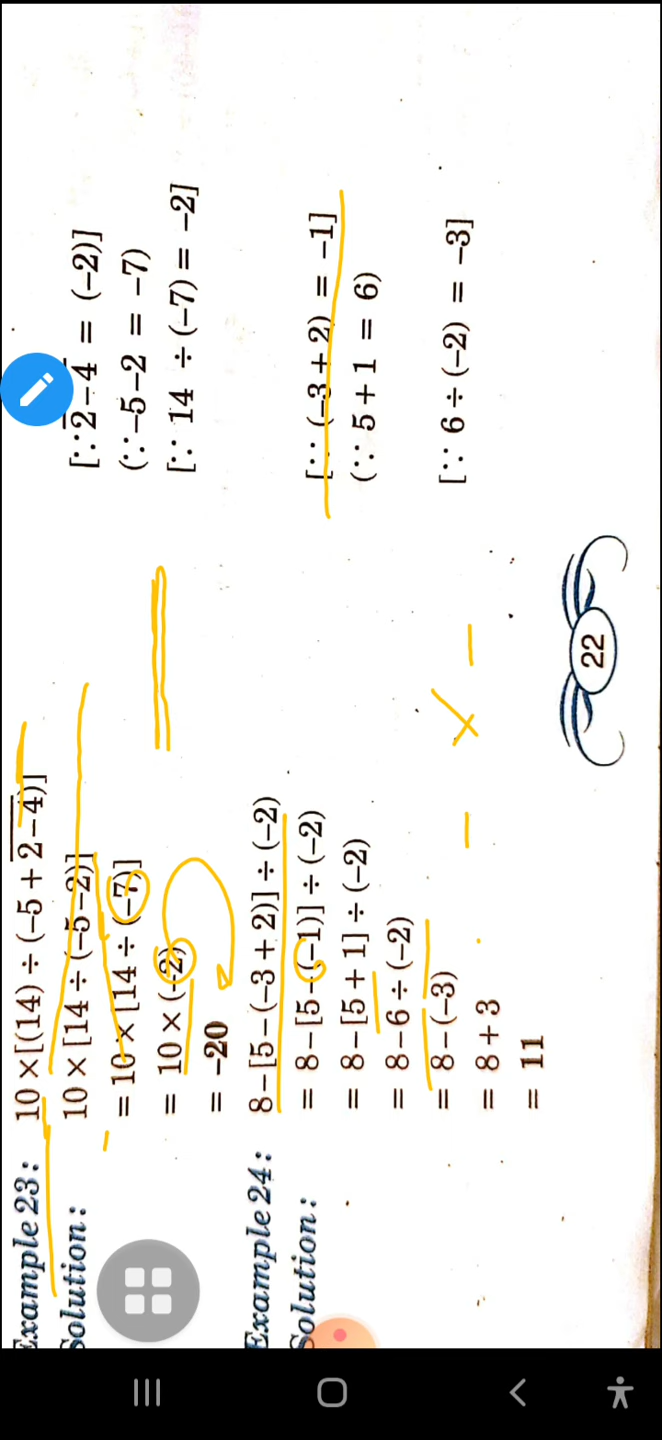 Example 23: 10 × [(14) ÷ (–5 + 2–4)]
Solution: 10 × [14 ÷ (–5–2)] [∵ 2–4 = (–2)]
= 10 × [14 ÷ (–7)] (∵ –5–2 = –7)
= 10 × (–2) [∵ 14 ÷ (–7) = –2]
= –20
Example 24: 8–[5–(–3 + 2)] ÷ (–2)
Solution: = 8–[5–(–1)] ÷ (–2) [∵ (–3 + 2) = –1]
= 8–[5 + 1] ÷ (–2) (∵ 5 + 1 = 6)
= 8–6 ÷ (–2)
= 8–(–3) [∵ 6 ÷ (–2) = –3]
– × –
= 8 + 3
= 11
22